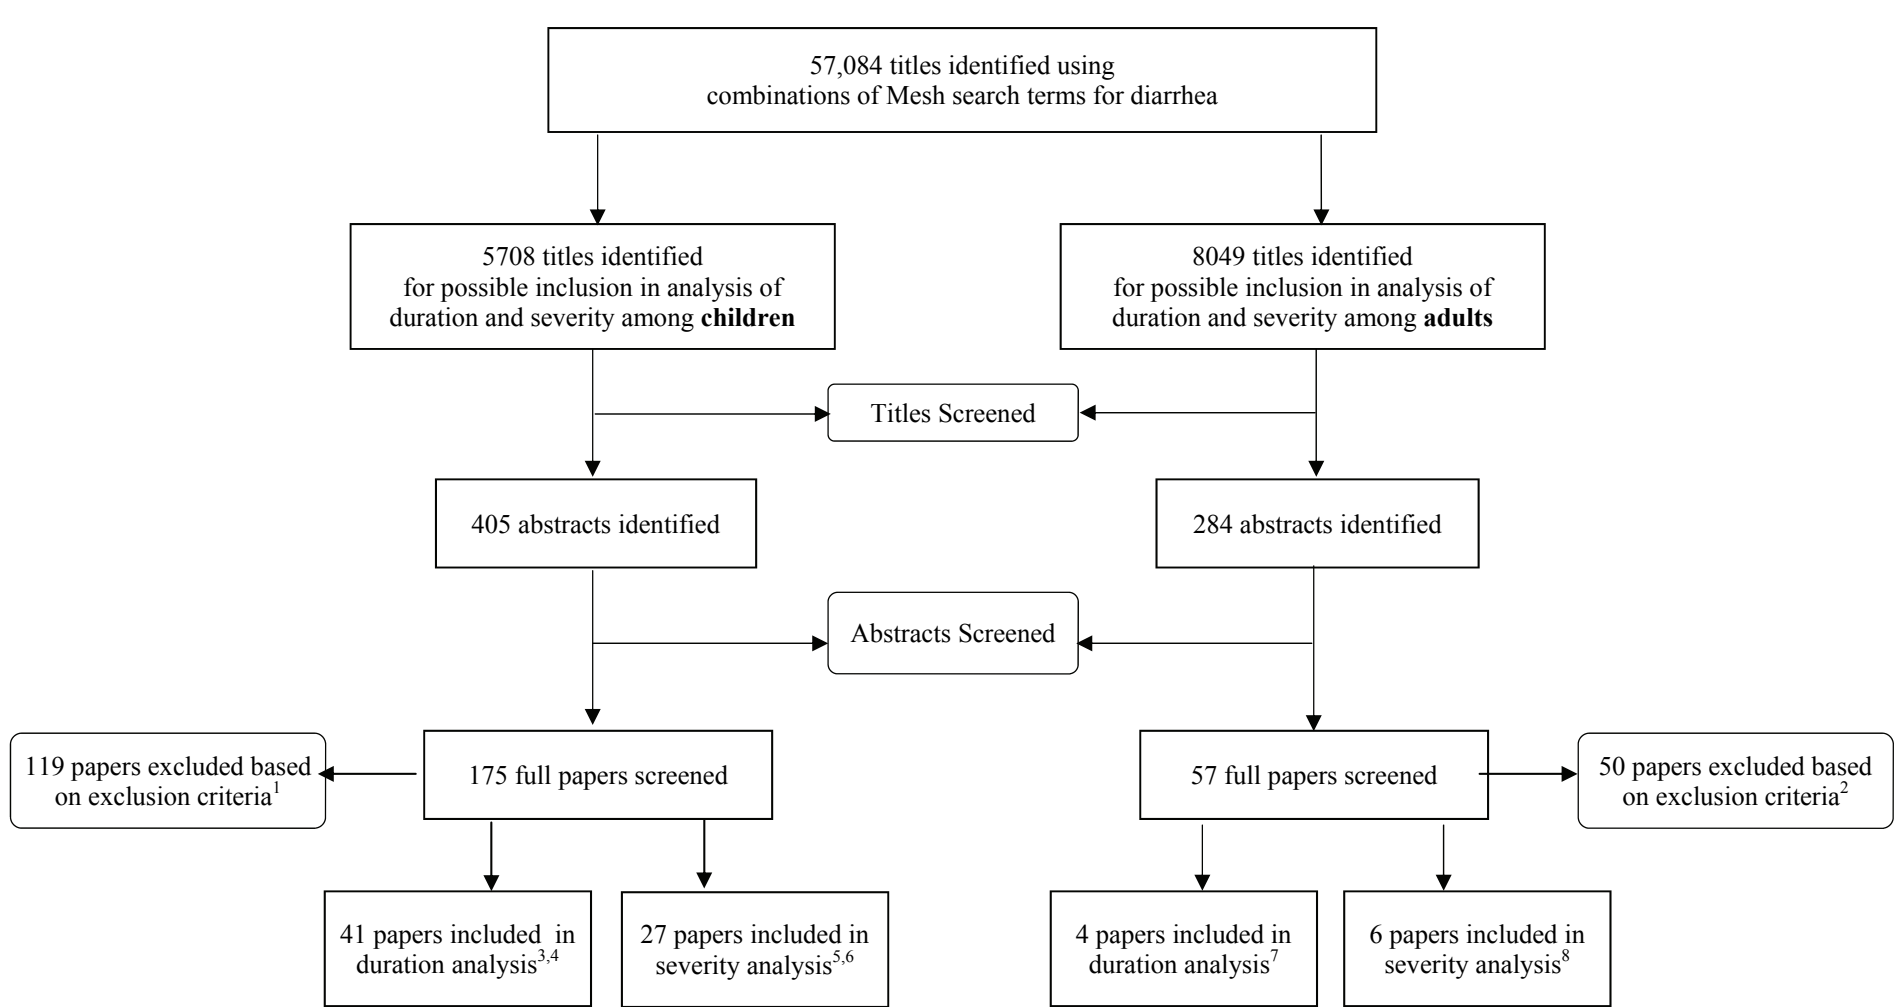 57,084 titles identified using
combinations of Mesh search terms for diarrhea
5708 titles identified
for possible inclusion in analysis of
duration and severity among children
8049 titles identified
for possible inclusion in analysis of
duration and severity among adults
Titles Screened
405 abstracts identified
284 abstracts identified
Abstracts Screened
119 papers excluded based
on exclusion criteria1
175 full papers screened
57 full papers screened
50 papers excluded based
on exclusion criteria2
41 papers included in
duration analysis3,4
27 papers included in
severity analysis5,6
4 papers included in
duration analysis7
6 papers included in
severity analysis8